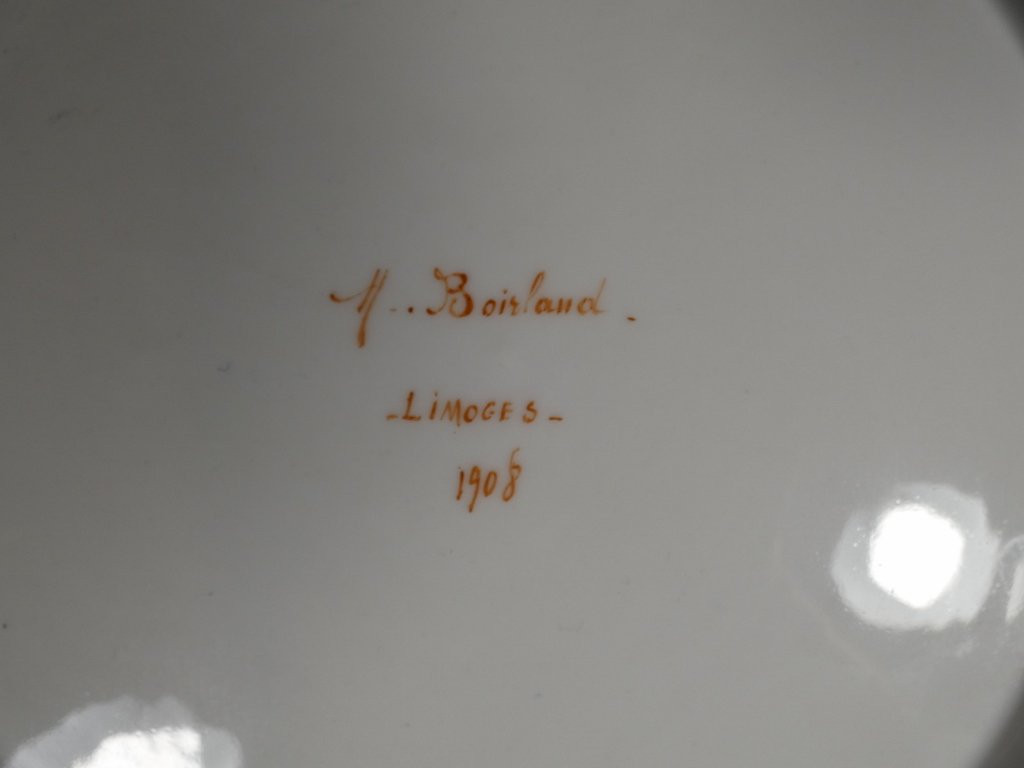 M.. Boirland.
-LIMOGES-
1908